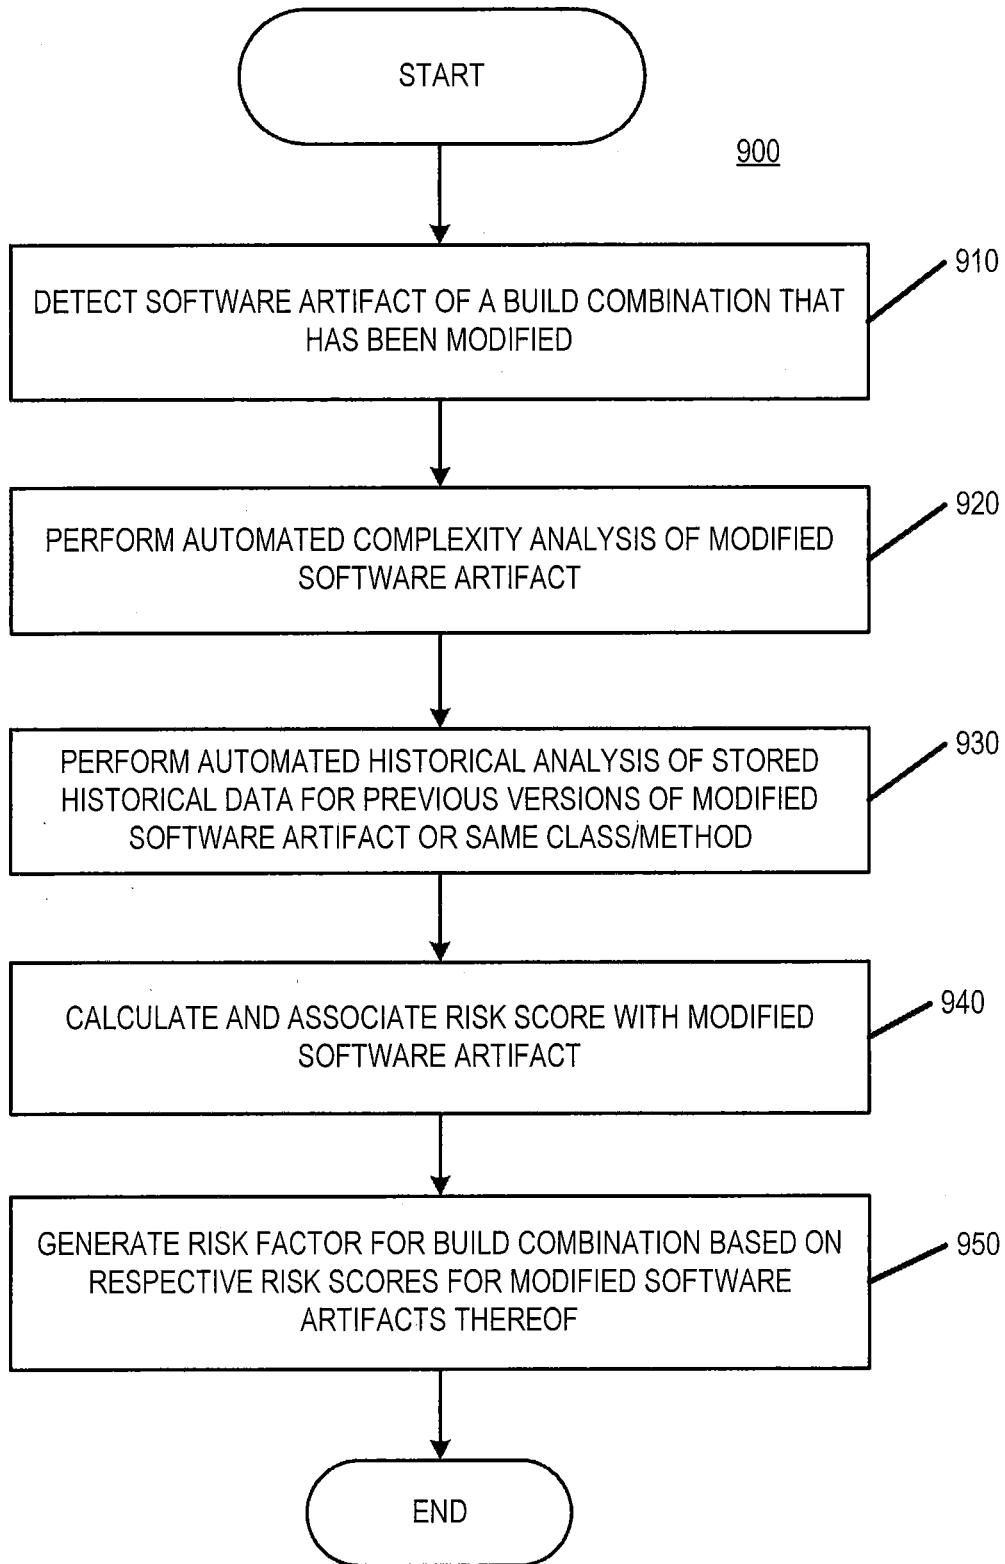 START
900
DETECT SOFTWARE ARTIFACT OF A BUILD COMBINATION THAT
HAS BEEN MODIFIED
910
PERFORM AUTOMATED COMPLEXITY ANALYSIS OF MODIFIED
SOFTWARE ARTIFACT
920
PERFORM AUTOMATED HISTORICAL ANALYSIS OF STORED
HISTORICAL DATA FOR PREVIOUS VERSIONS OF MODIFIED
SOFTWARE ARTIFACT OR SAME CLASS/METHOD
930
CALCULATE AND ASSOCIATE RISK SCORE WITH MODIFIED
SOFTWARE ARTIFACT
940
GENERATE RISK FACTOR FOR BUILD COMBINATION BASED ON
RESPECTIVE RISK SCORES FOR MODIFIED SOFTWARE
ARTIFACTS THEREOF
950
END